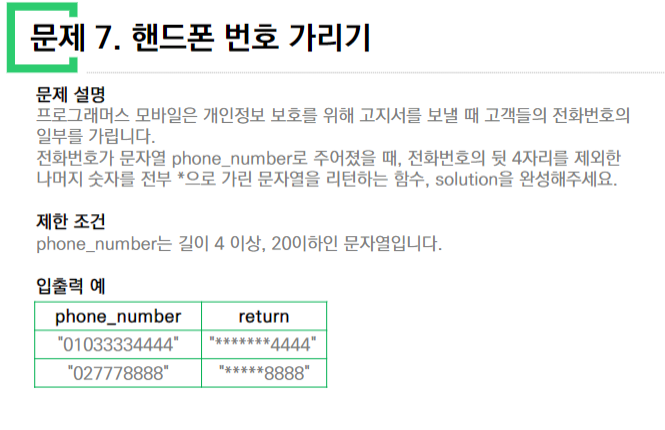 문제 7. 핸드폰 번호 가리기
문제 설명
프로그래머스 모바일은 개인정보 보호를 위해 고지서를 보낼 때 고객들의 전화번호의
일부를 가립니다.
전화번호가 문자열 phone_number로 주어졌을 때, 전화번호의 뒷 4자리를 제외한
나머지 숫자를 전부 *으로 가린 문자열을 리턴하는 함수, solution을 완성해주세요.
제한 조건
phone_number는 길이 4 이상, 20이하인 문자열입니다.
입출력 예
phone_number return
"01033334444" "*******4444"
"027778888" "*****8888"